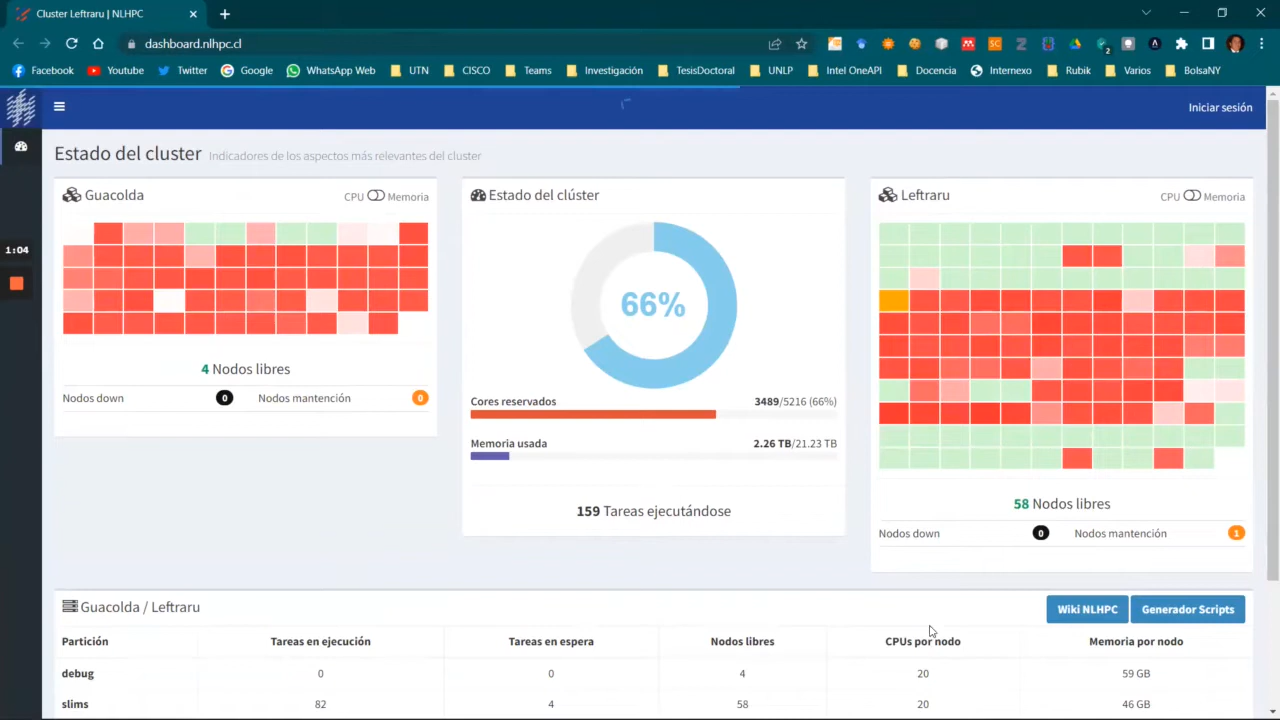 Cluster Leftraru | NLHPC
dashboard.nlhpc.cl
Facebook Youtube Twitter Google WhatsApp Web UTN CISCO Teams Investigación TesisDoctoral UNLP Intel OneAPI Docencia Internexo Rubik Varios BolsaNY
Iniciar sesión
Estado del cluster Indicadores de los aspectos más relevantes del cluster
1:04
Guacolda CPU Memoria
4 Nodos libres
Nodos down 0 Nodos mantención 0
Estado del clúster
66%
Cores reservados 3489/5216 (66%)
Memoria usada 2.26 TB/21.23 TB
159 Tareas ejecutándose
Leftraru CPU Memoria
58 Nodos libres
Nodos down 0 Nodos mantención 1
Guacolda / Leftraru Wiki NLHPC Generador Scripts
Partición Tareas en ejecución Tareas en espera Nodos libres CPUs por nodo Memoria por nodo
debug 0 0 4 20 59 GB
slims 82 4 58 20 46 GB